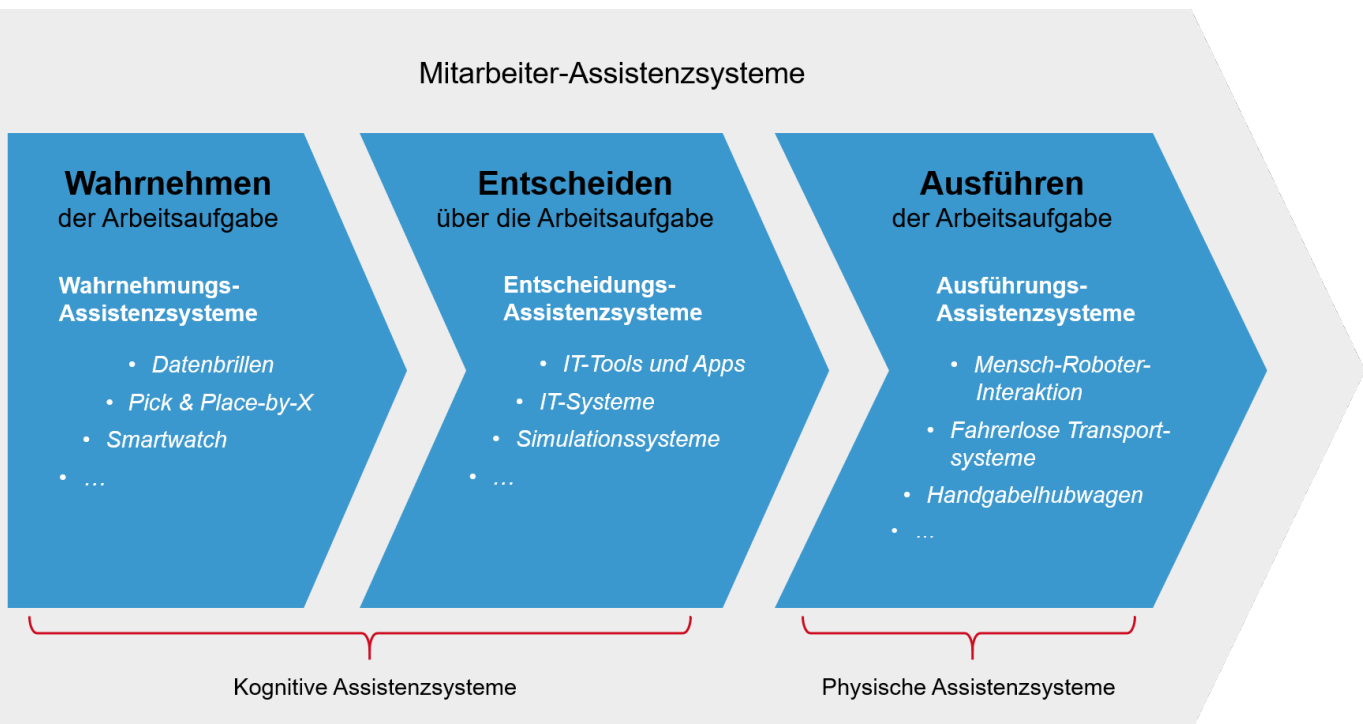 Mitarbeiter-Assistenzsysteme
Wahrnehmen
der Arbeitsaufgabe
Wahrnehmungs-
Assistenzsysteme
• Datenbrillen
• Pick & Place-by-X
• Smartwatch
• ...
Entscheiden
über die Arbeitsaufgabe
Entscheidungs-
Assistenzsysteme
• IT-Tools und Apps
• IT-Systeme
• Simulationssysteme
• ...
Ausführen
der Arbeitsaufgabe
Ausführungs-
Assistenzsysteme
• Mensch-Roboter-
Interaktion
• Fahrerlose Transport-
systeme
• Handgabelhubwagen
• ...
Kognitive Assistenzsysteme
Physische Assistenzsysteme